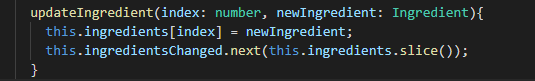 updateIngredient(index: number, newIngredient: Ingredient){
this.ingredients[index] = newIngredient;
this.ingredientsChanged.next(this.ingredients.slice());
}